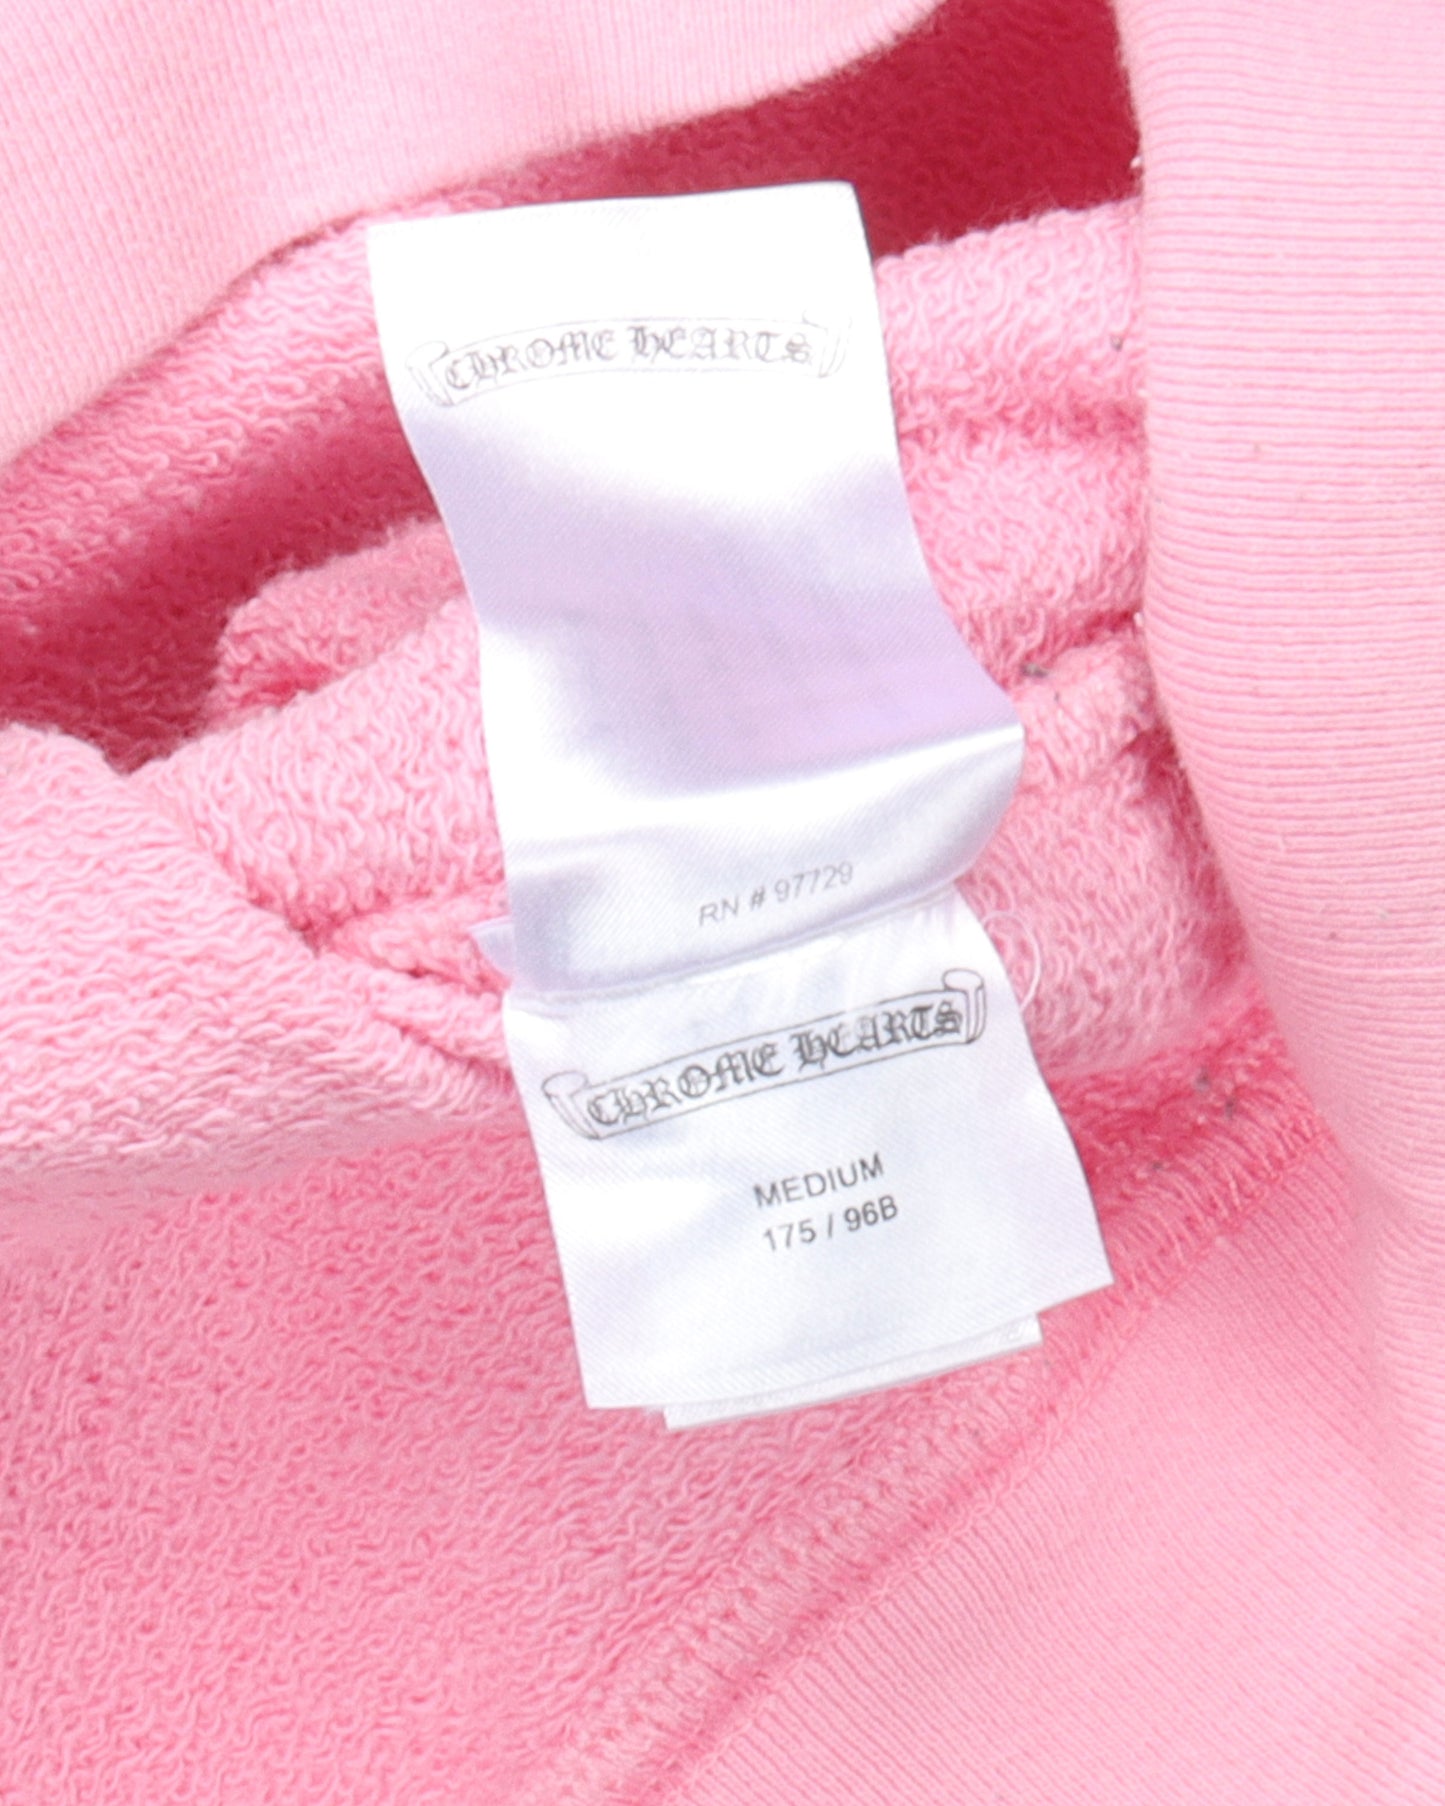 CHROME HEARTS
RN # 97729
CHROME HEARTS
MEDIUM
175 / 96B